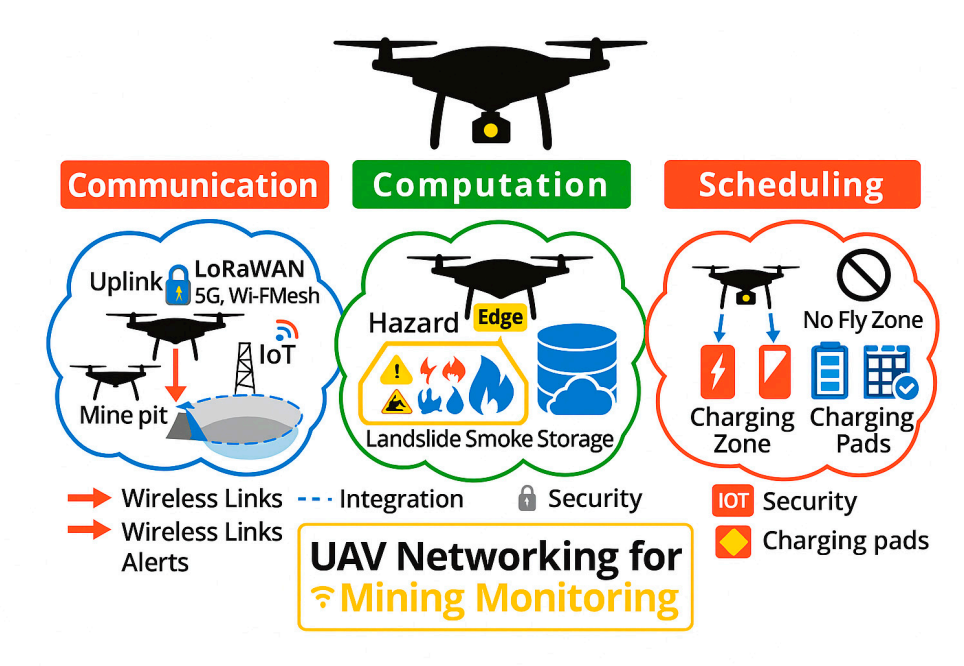 Communication
Computation
Scheduling
Uplink
LoRaWAN
5G, Wi-FMesh
IoT
Mine pit
Hazard
Edge
Landslide Smoke Storage
No Fly Zone
Charging
Zone
Charging
Pads
Wireless Links
Integration
Security
IOT Security
Wireless Links
Alerts
Charging pads
UAV Networking for
Mining Monitoring